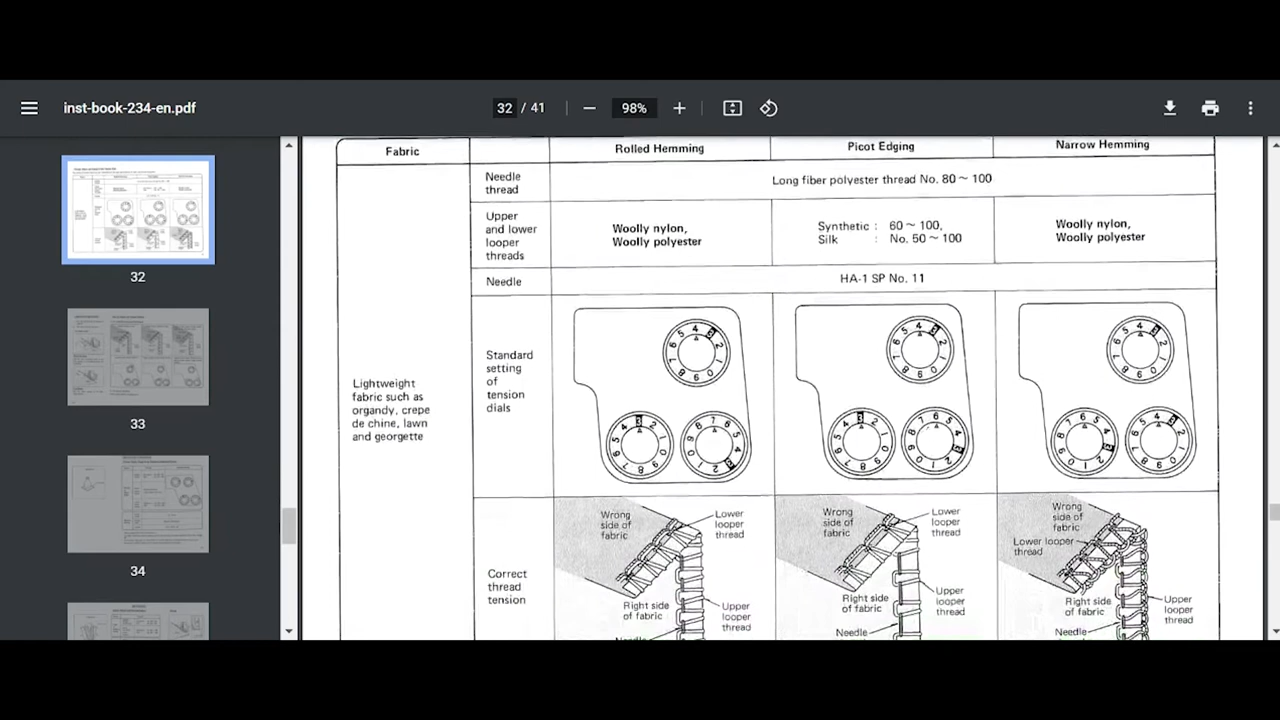 inst-book-234-en.pdf
32 / 41
98%
Fabric
Rolled Hemming
Picot Edging
Narrow Hemming
Needle
thread
Long fiber polyester thread No. 80 ~ 100
Upper
and lower
looper
threads
Woolly nylon,
Woolly polyester
Synthetic : 60 ~ 100,
Silk : No. 50 ~ 100
Woolly nylon,
Woolly polyester
Needle
HA-1 SP No. 11
Lightweight
fabric such as
organdy, crepe
de chine, lawn
and georgette
Standard
setting
of
tension
dials
Correct
thread
tension
Wrong
side of
fabric
Lower
looper
thread
Right side
of fabric
Upper
looper
thread
Needle
Wrong
side of
fabric
Lower
looper
thread
Right side
of fabric
Upper
looper
thread
Needle
Wrong
side of
fabric
Lower looper
thread
Right side
of fabric
Upper
looper
thread
Needle
32
33
34